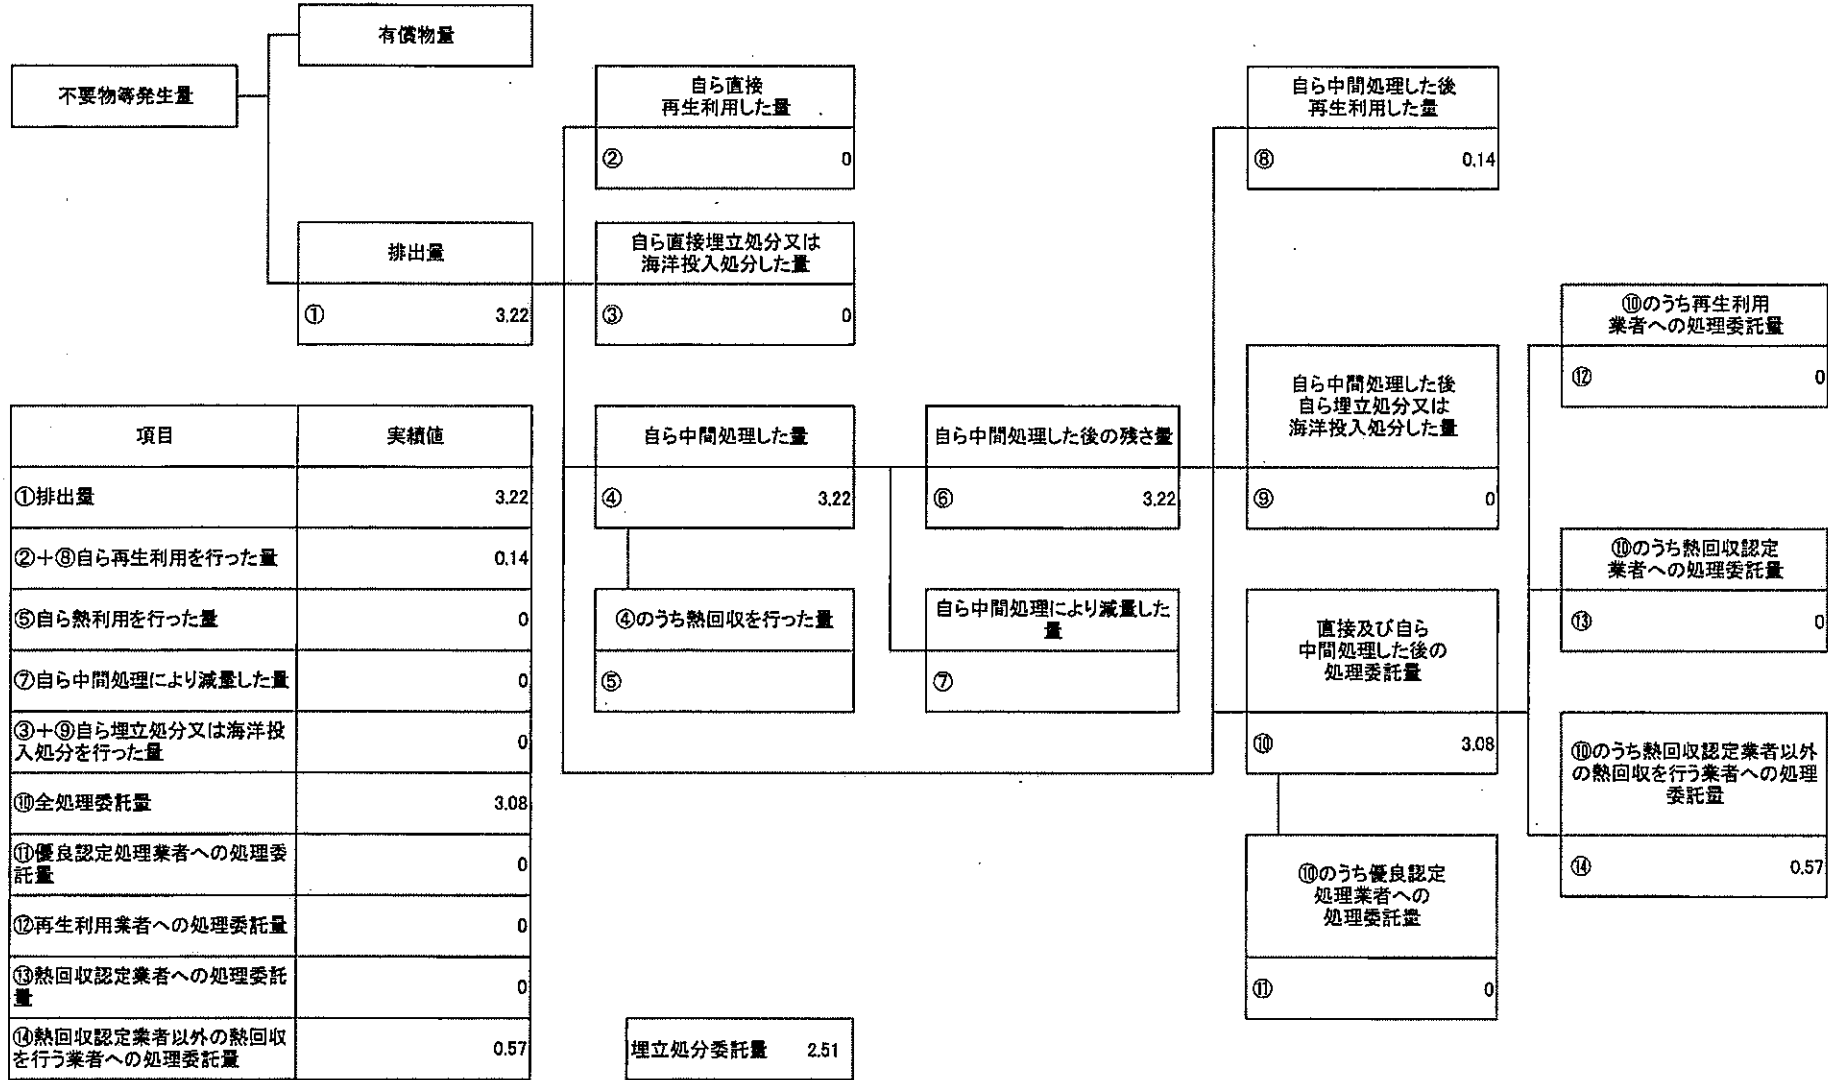 有償物量
不要物等発生量
自ら直接
再生利用した量
② 0
自ら中間処理した後
再生利用した量
⑧ 0.14
排出量
① 3.22
自ら直接埋立処分又は
海洋投入処分した量
③ 0
⑩のうち再生利用
業者への処理委託量
⑫ 0
自ら中間処理した量
④ 3.22
自ら中間処理した後の残さ量
⑥ 3.22
自ら中間処理した後
自ら埋立処分又は
海洋投入処分した量
⑨ 0
⑩のうち熱回収認定
業者への処理委託量
⑬ 0
④のうち熱回収を行った量
⑤
自ら中間処理により減量した
量
⑦
直接及び自ら
中間処理した後の
処理委託量
⑩ 3.08
⑩のうち熱回収認定業者以外
の熱回収を行う業者への処理
委託量
⑭ 0.57
⑩のうち優良認定
処理業者への
処理委託量
⑪ 0
項目 実績値
①排出量 3.22
②+⑧自ら再生利用を行った量 0.14
⑤自ら熱利用を行った量 0
⑦自ら中間処理により減量した量 0
③+⑨自ら埋立処分又は海洋投
入処分を行った量 0
⑩全処理委託量 3.08
⑪優良認定処理業者への処理委
託量 0
⑫再生利用業者への処理委託量 0
⑬熱回収認定業者への処理委託
量 0
⑭熱回収認定業者以外の熱回収
を行う業者への処理委託量 0.57
埋立処分委託量 2.51